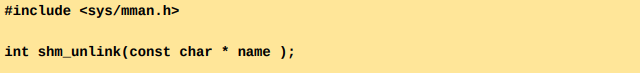 #include <sys/mman.h>
int shm_unlink(const char * name );